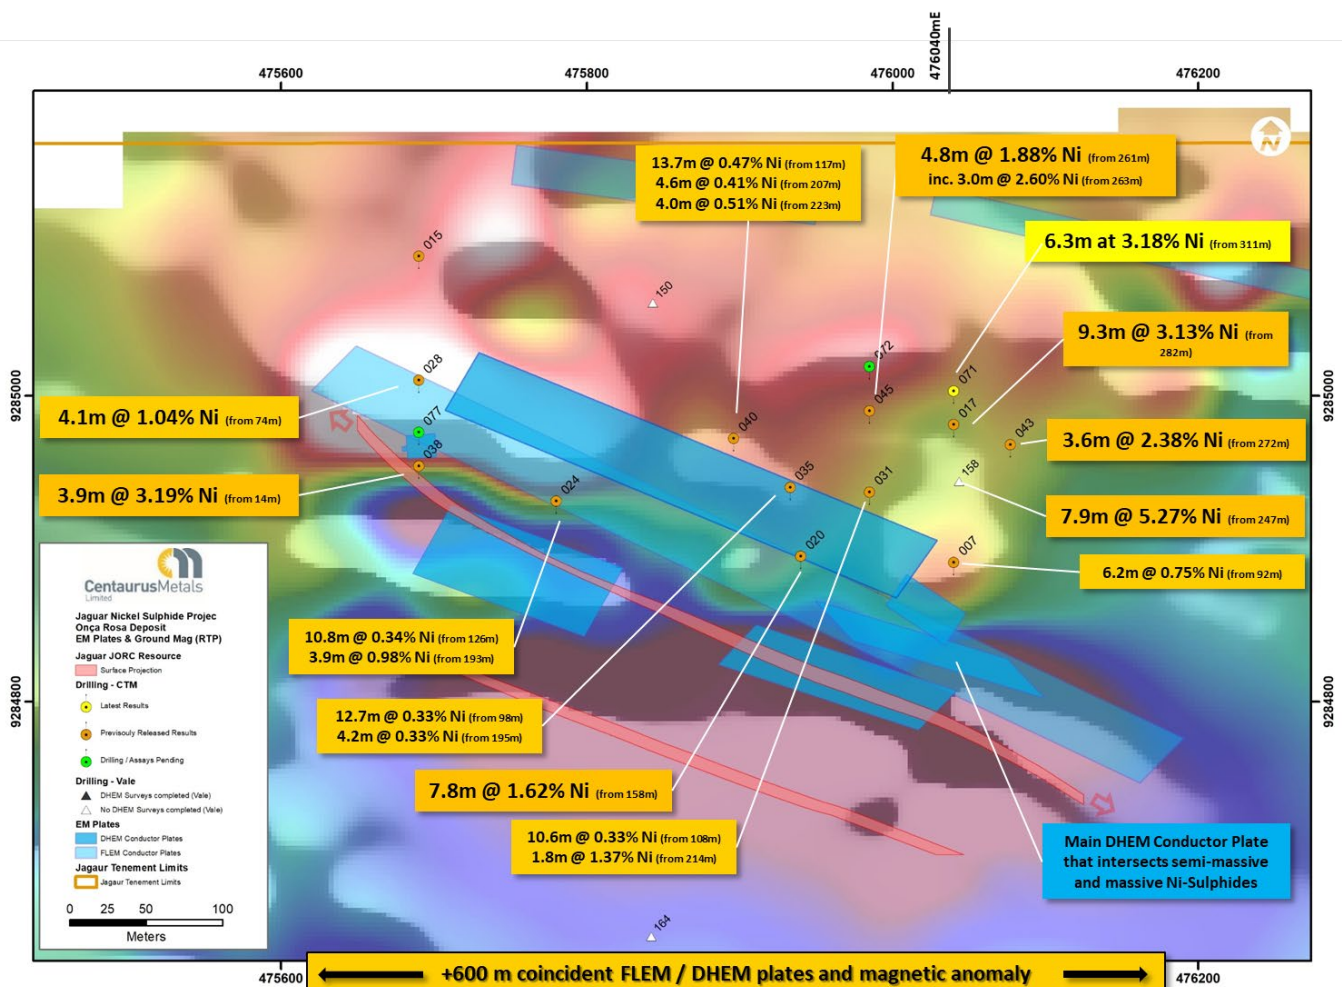 476040mE
475600
475800
476000
476200
N
13.7m @ 0.47% Ni (from 117m)
4.6m @ 0.41% Ni (from 207m)
4.0m @ 0.51% Ni (from 223m)
4.8m @ 1.88% Ni (from 261m)
inc. 3.0m @ 2.60% Ni (from 263m)
6.3m at 3.18% Ni (from 311m)
9.3m @ 3.13% Ni (from
282m)
015
150
028
072
071
9285000
9285000
4.1m @ 1.04% Ni (from 74m)
077
045
017
040
043
3.6m @ 2.38% Ni (from 272m)
038
158
3.9m @ 3.19% Ni (from 14m)
024
035
031
7.9m @ 5.27% Ni (from 247m)
020
007
6.2m @ 0.75% Ni (from 92m)
CentaurusMetals
Limited
Jaguar Nickel Sulphide Projec
Onça Rosa Deposit
EM Plates & Ground Mag (RTP)
Jaguar JORC Resource
Surface Projection
Drilling - CTM
Latest Results
Previsouly Released Results
Drilling / Assays Pending
Drilling - Vale
DHEM Surveys completed (Vale)
No DHEM Surveys completed (Vale)
EM Plates
DHEM Conductor Plates
FLEM Conductor Plates
Jagaur Tenement Limits
Jagaur Tenement Limits
0 25 50 100
Meters
10.8m @ 0.34% Ni (from 126m)
3.9m @ 0.98% Ni (from 193m)
12.7m @ 0.33% Ni (from 98m)
4.2m @ 0.33% Ni (from 195m)
9284800
9284800
7.8m @ 1.62% Ni (from 158m)
10.6m @ 0.33% Ni (from 108m)
1.8m @ 1.37% Ni (from 214m)
Main DHEM Conductor Plate
that intersects semi-massive
and massive Ni-Sulphides
164
+600 m coincident FLEM / DHEM plates and magnetic anomaly
475600
476200